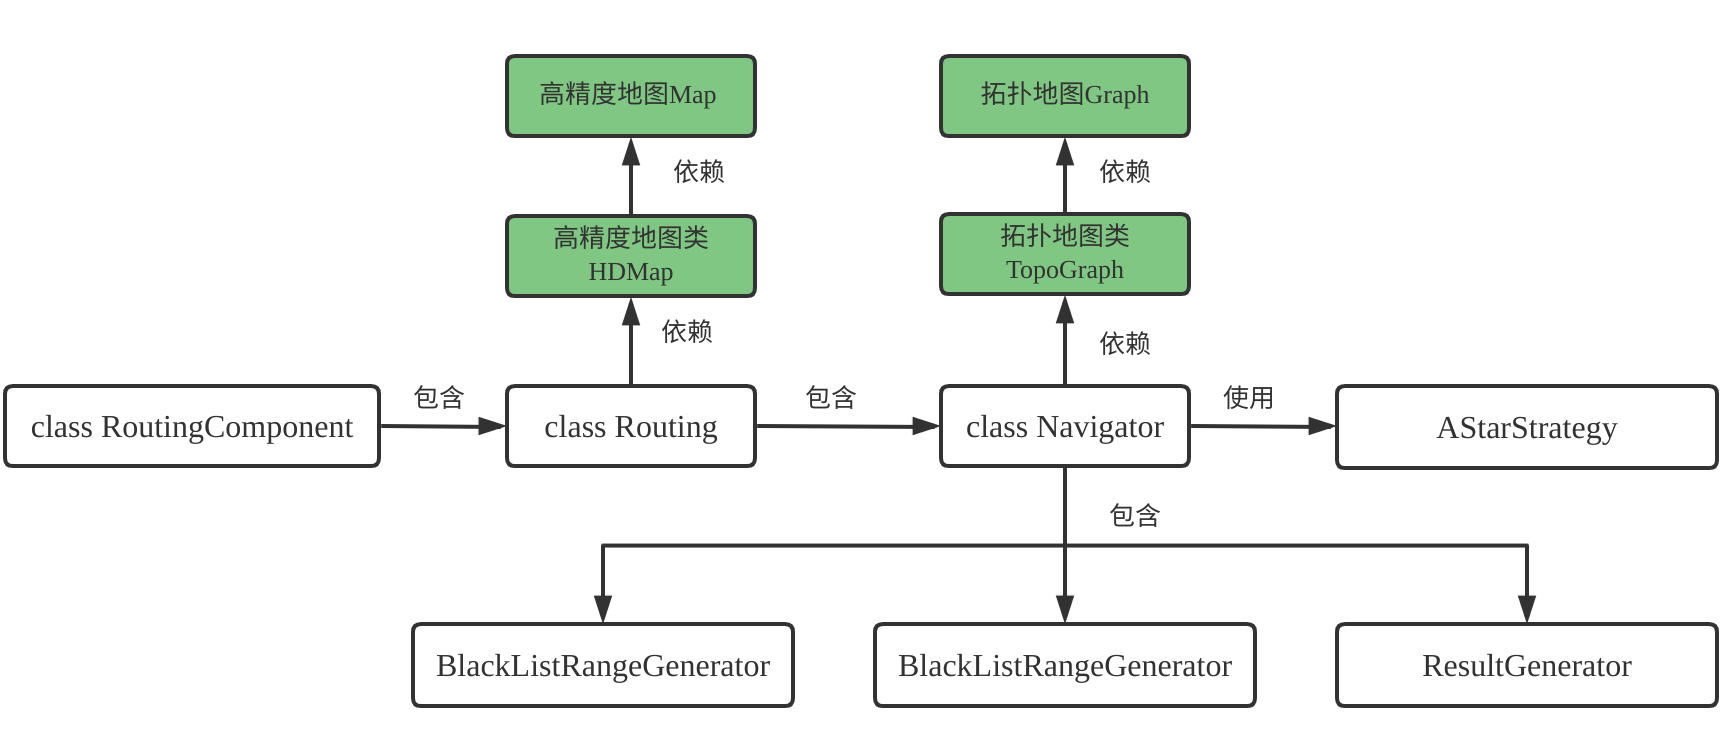 高精度地图Map
拓扑地图Graph
依赖
依赖
高精度地图类
HDMap
拓扑地图类
TopoGraph
依赖
依赖
包含
包含
使用
class RoutingComponent
class Routing
class Navigator
AStarStrategy
包含
BlackListRangeGenerator
BlackListRangeGenerator
ResultGenerator